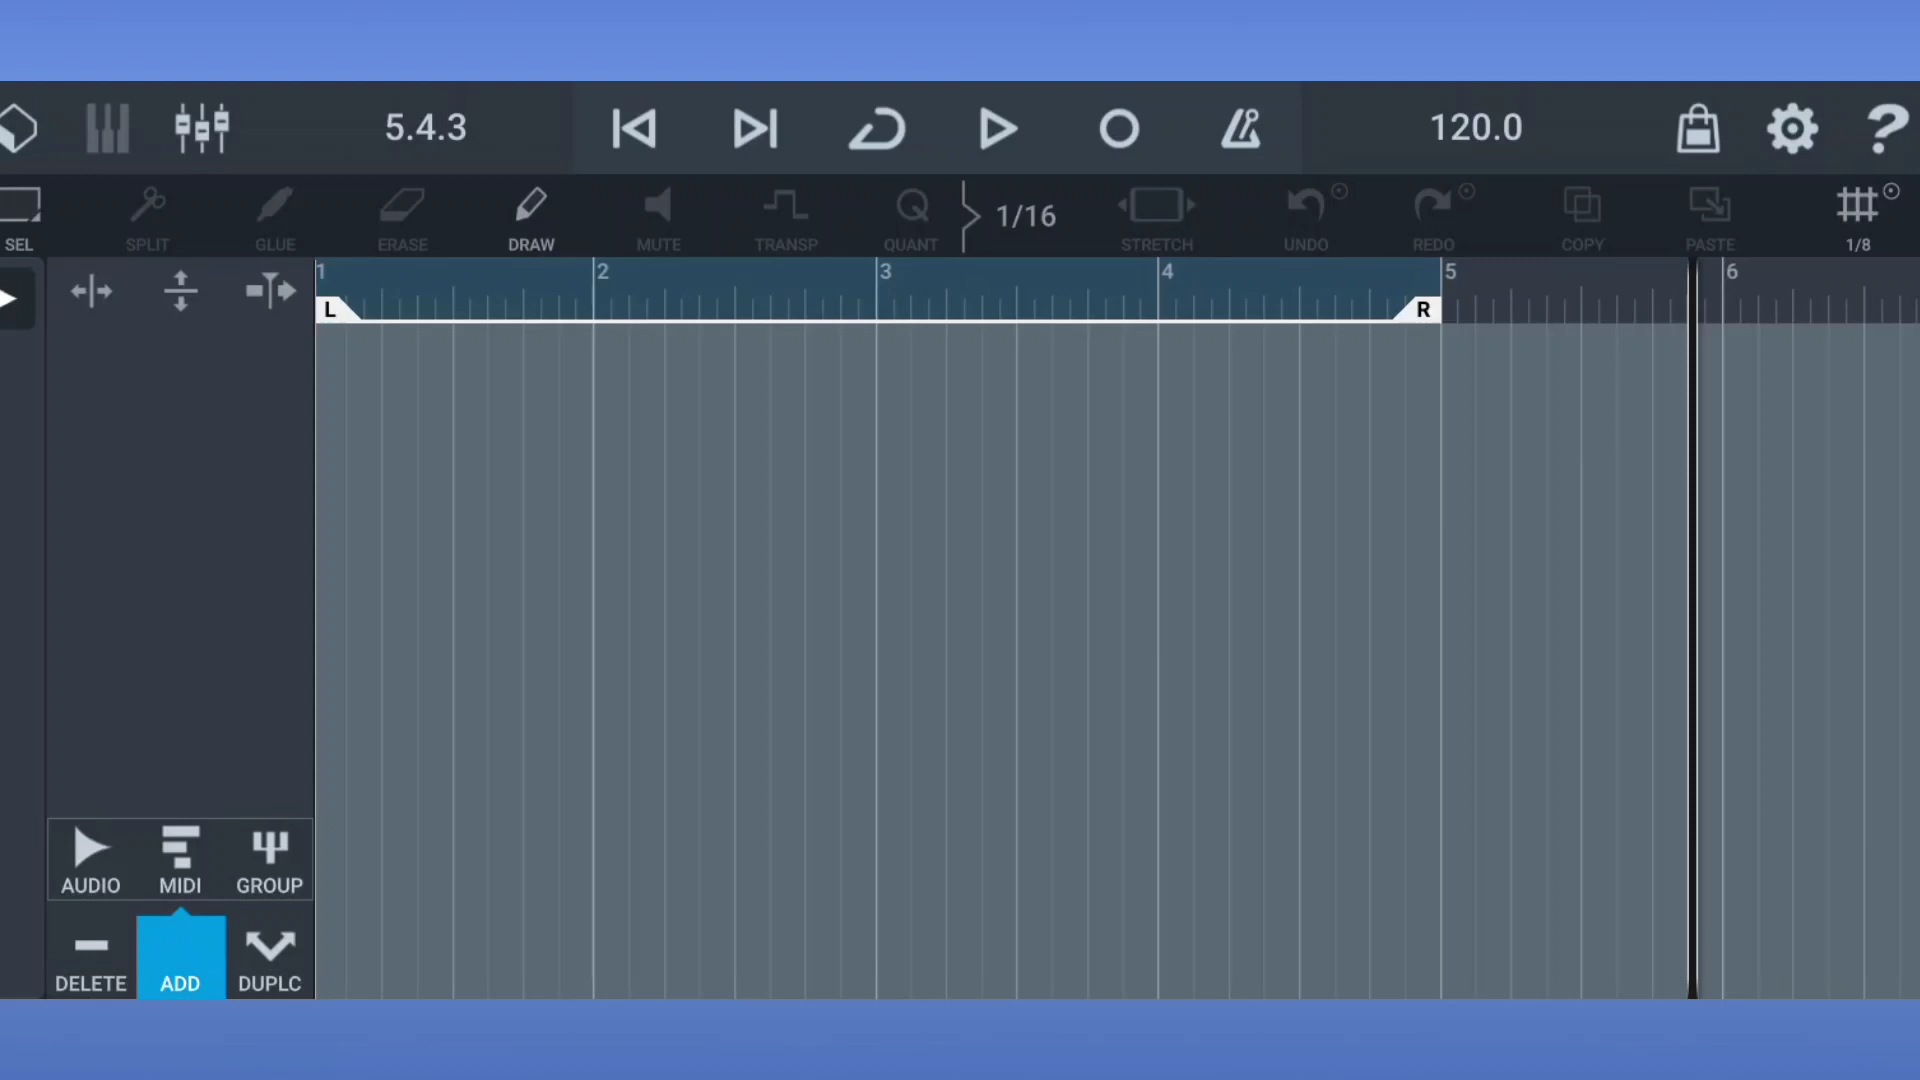 5.4.3
120.0
1/16
SEL
SPLIT
GLUE
ERASE
DRAW
MUTE
TRANSP
QUANT
STRETCH
UNDO
REDO
COPY
PASTE
1/8
1
2
3
4
5
6
L
R
AUDIO
MIDI
GROUP
DELETE
ADD
DUPLC